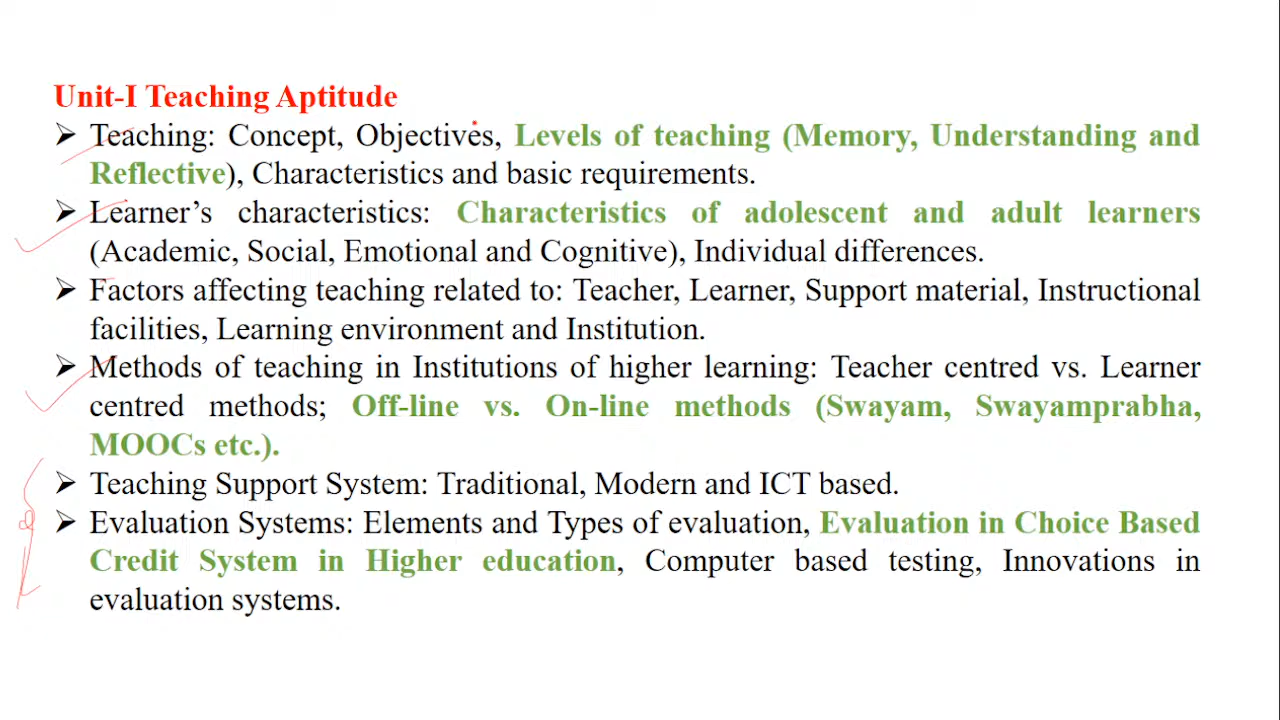 Unit-I Teaching Aptitude
➢ Teaching: Concept, Objectives, Levels of teaching (Memory, Understanding and
Reflective), Characteristics and basic requirements.
➢ Learner’s characteristics: Characteristics of adolescent and adult learners
(Academic, Social, Emotional and Cognitive), Individual differences.
➢ Factors affecting teaching related to: Teacher, Learner, Support material, Instructional
facilities, Learning environment and Institution.
➢ Methods of teaching in Institutions of higher learning: Teacher centred vs. Learner
centred methods; Off-line vs. On-line methods (Swayam, Swayamprabha,
MOOCs etc.).
➢ Teaching Support System: Traditional, Modern and ICT based.
➢ Evaluation Systems: Elements and Types of evaluation, Evaluation in Choice Based
Credit System in Higher education, Computer based testing, Innovations in
evaluation systems.